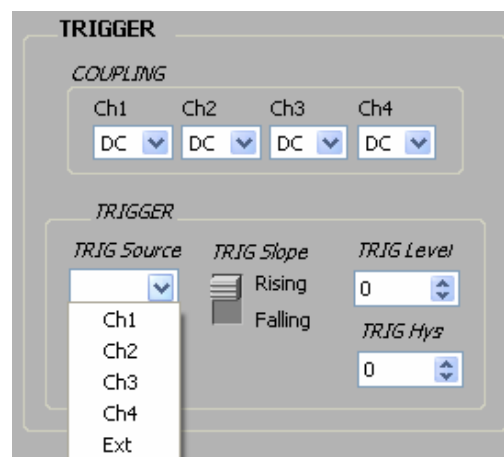 TRIGGER
COUPLING
Ch1 Ch2 Ch3 Ch4
DC DC DC DC
TRIGGER
TRIG Source TRIG Slope TRIG Level
Rising 0
Ch1 Falling
Ch2 TRIG Hys
Ch3 0
Ch4
Ext